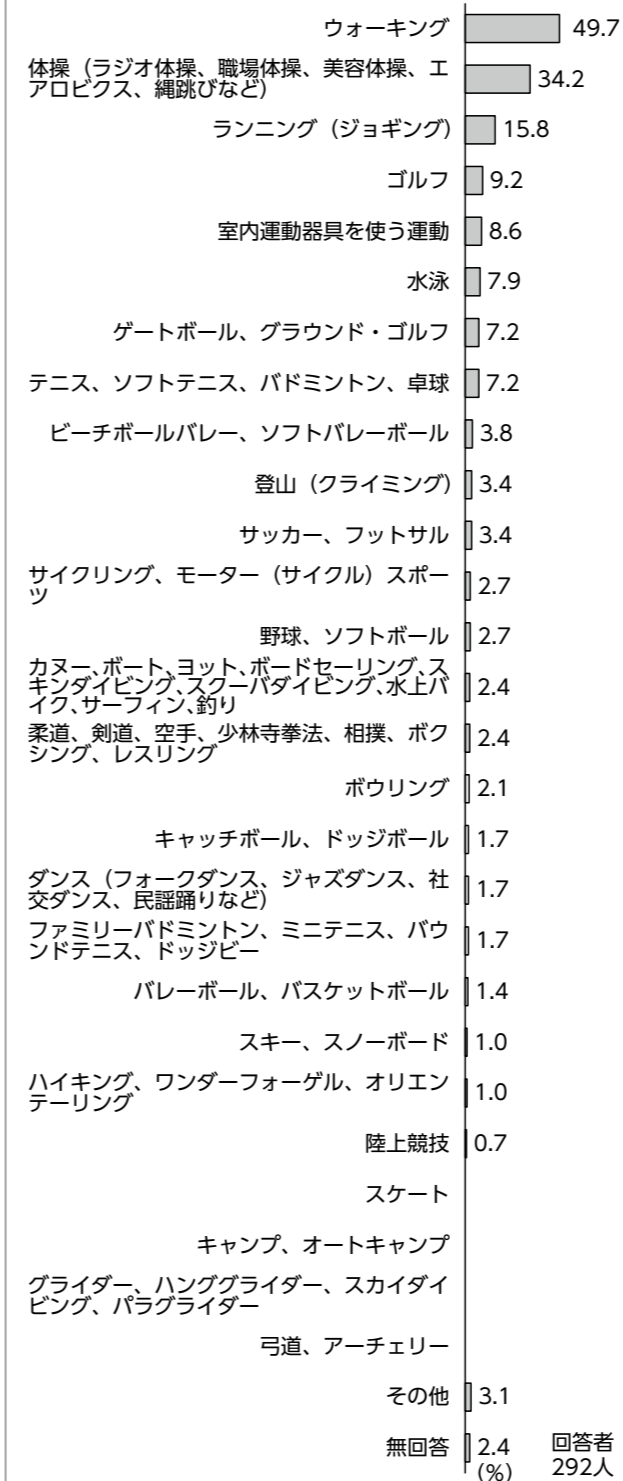 ウォーキング 49.7
体操（ラジオ体操、職場体操、美容体操、エ
アロビクス、縄跳びなど） 34.2
ランニング（ジョギング） 15.8
ゴルフ 9.2
室内運動器具を使う運動 8.6
水泳 7.9
ゲートボール、グラウンド・ゴルフ 7.2
テニス、ソフトテニス、バドミントン、卓球 7.2
ビーチボールバレー、ソフトバレーボール 3.8
登山（クライミング） 3.4
サッカー、フットサル 3.4
サイクリング、モーター（サイクル）スポー
ツ 2.7
野球、ソフトボール 2.7
カヌー、ボート、ヨット、ボードセーリング、ス
キンダイビング、スクーバダイビング、水上バ
イク、サーフィン、釣り 2.4
柔道、剣道、空手、少林寺拳法、相撲、ボク
シング、レスリング 2.4
ボウリング 2.1
キャッチボール、ドッジボール 1.7
ダンス（フォークダンス、ジャズダンス、社
交ダンス、民謡踊りなど） 1.7
ファミリーバドミントン、ミニテニス、バウ
ンドテニス、ドッジビー 1.7
バレーボール、バスケットボール 1.4
スキー、スノーボード 1.0
ハイキング、ワンダーフォーゲル、オリエン
テーリング 1.0
陸上競技 0.7
スケート
キャンプ、オートキャンプ
グライダー、ハンググライダー、スカイダイ
ビング、パラグライダー
弓道、アーチェリー
その他 3.1
無回答 2.4
(%)
回答者
292人